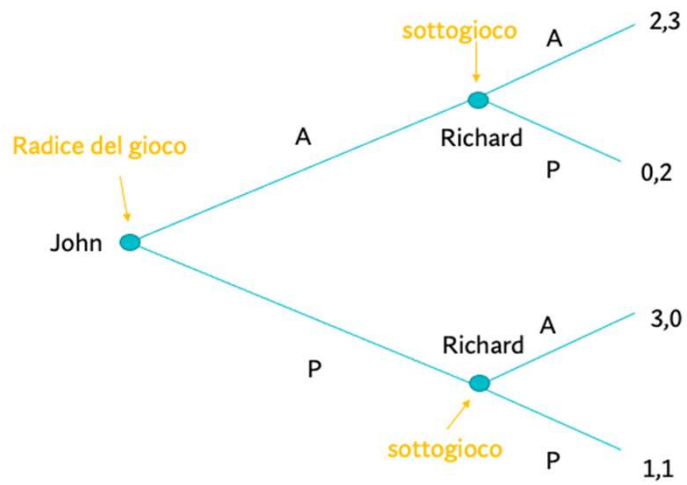 2,3
sottogioco
A
A
Richard
Radice del gioco
P
0,2
John
3,0
A
Richard
P
sottogioco
P
1,1